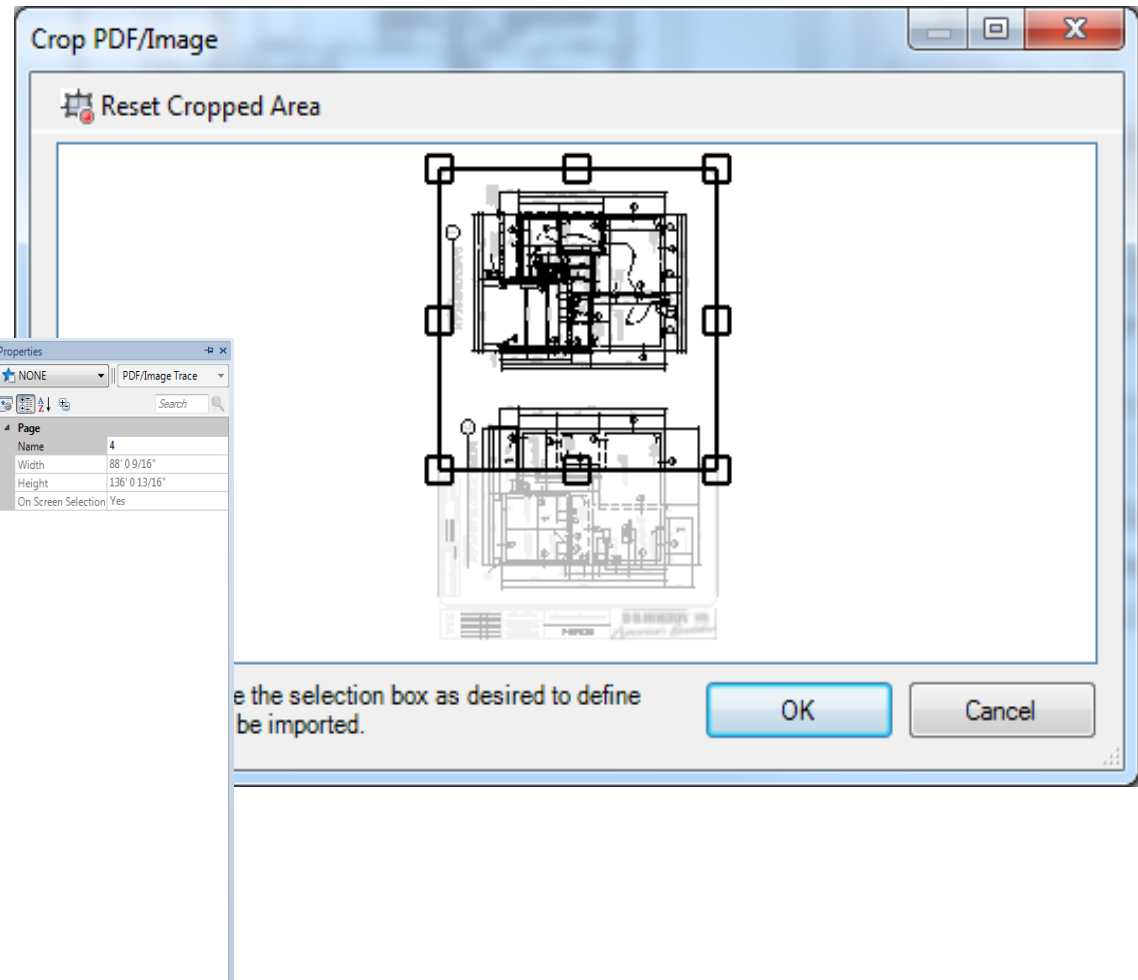 Crop PDF/Image
Reset Cropped Area
Properties
NONE
PDF/Image Trace
Search
Page
Name 4
Width 88' 0 9/16"
Height 136' 0 13/16"
On Screen Selection Yes
e the selection box as desired to define
be imported.
OK
Cancel